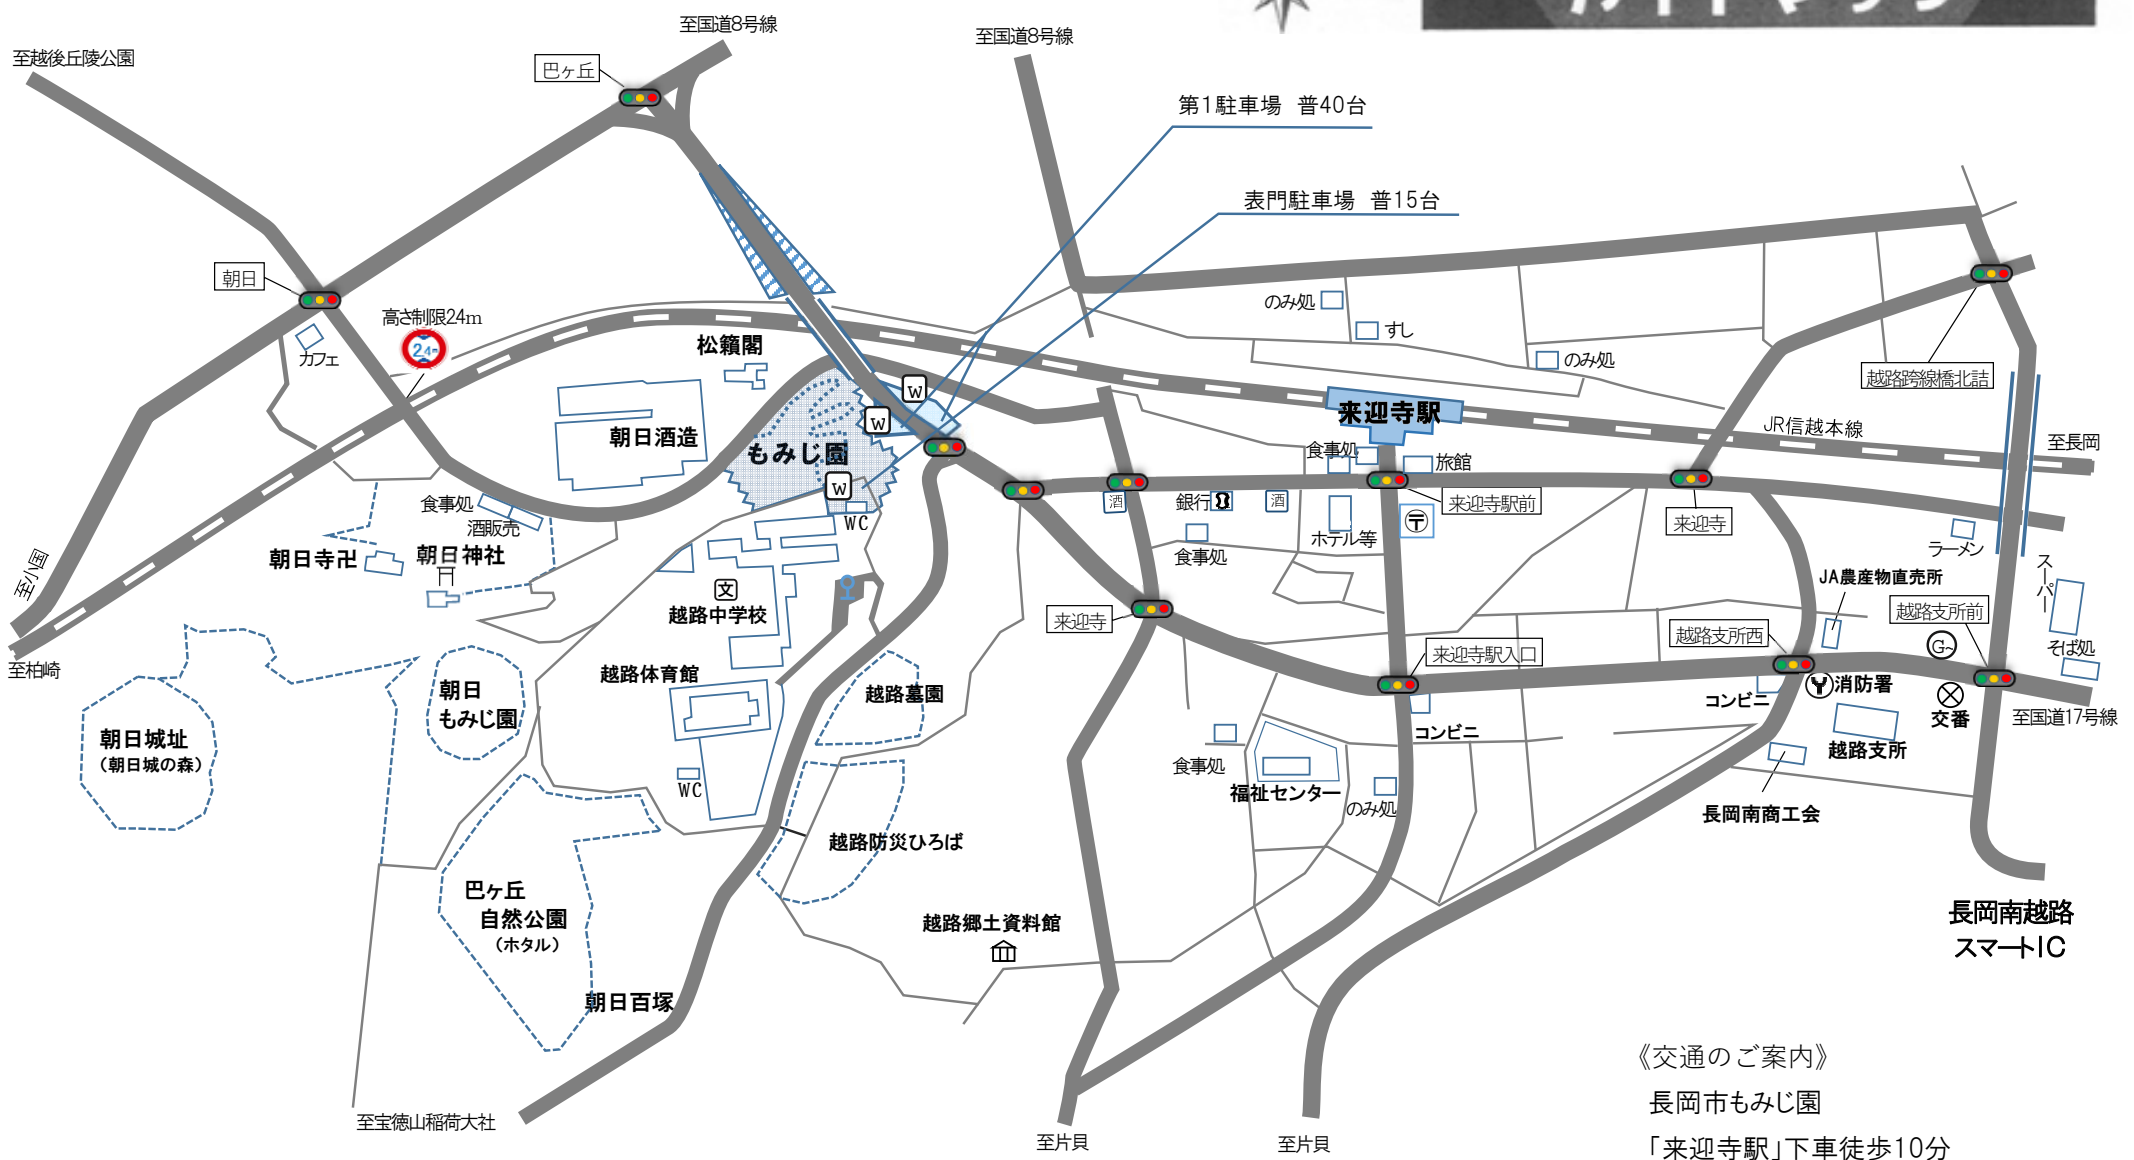 ガイドマップ
至国道8号線
至国道8号線
至越後丘陵公園
巴ヶ丘
第1駐車場 普40台
表門駐車場 普15台
朝日
高さ制限2.4m
2.4m
カフェ
松籟閣
のみ処
すし
のみ処
越路跨線橋北詰
W
W
W
朝日酒造
もみじ園
来迎寺駅
JR信越本線
至長岡
食事処
旅館
食事処
酒販売
WC
酒
銀行
酒
来迎寺駅前
来迎寺
〒
ホテル等
食事処
ラーメン
朝日寺卍
朝日神社
至小国
文
越路中学校
スーパー
JA農産物直売所
越路支所前
来迎寺
越路支所西
来迎寺駅入口
G
そば処
至柏崎
越路体育館
朝日
もみじ園
越路墓園
コンビニ
消防署
交番
至国道17号線
朝日城址
(朝日城の森)
コンビニ
越路支所
食事処
福祉センター
のみ処
WC
長岡南商工会
越路防災ひろば
巴ヶ丘
自然公園
(ホタル)
越路郷土資料館
長岡南越路
スマートIC
朝日百塚
至宝徳山稲荷大社
至片貝
至片貝
《交通のご案内》
長岡市もみじ園
「来迎寺駅」下車徒歩10分